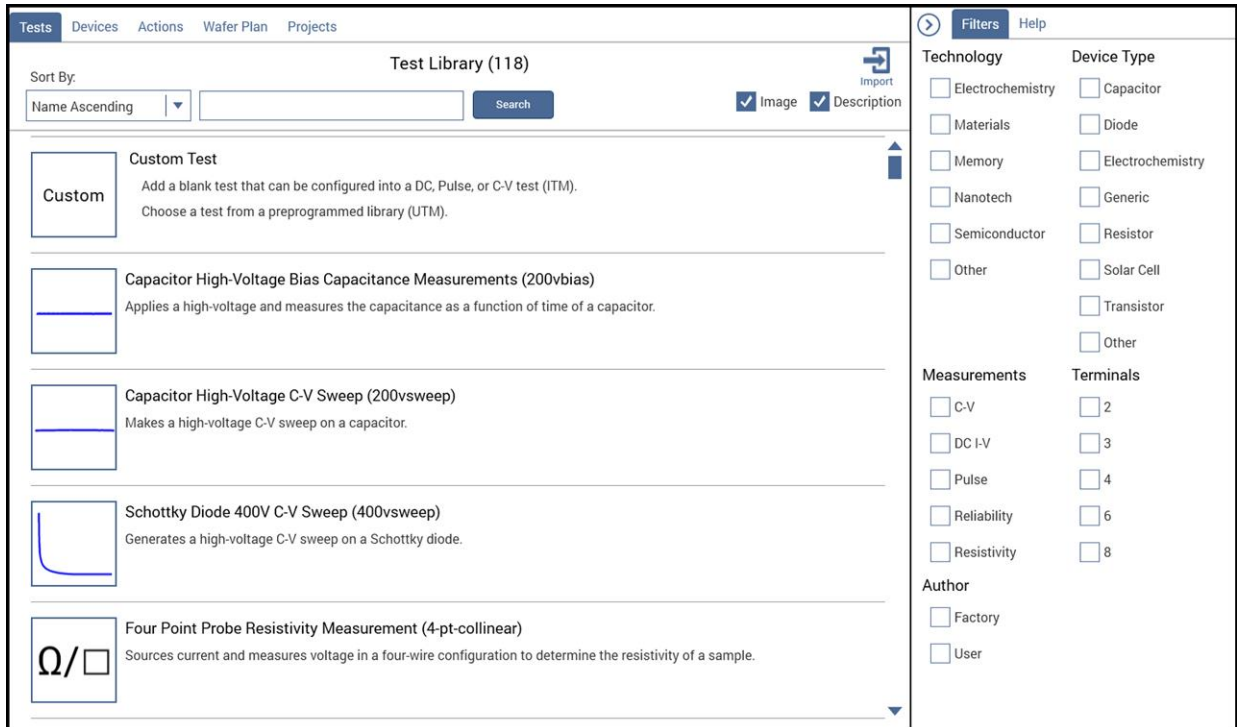 Tests Devices Actions Wafer Plan Projects
Test Library (118)
Import
Sort By:
Name Ascending
Search
Image
Description
Custom
Custom Test
Add a blank test that can be configured into a DC, Pulse, or C-V test (ITM).
Choose a test from a preprogrammed library (UTM).
Capacitor High-Voltage Bias Capacitance Measurements (200vbias)
Applies a high-voltage and measures the capacitance as a function of time of a capacitor.
Capacitor High-Voltage C-V Sweep (200vsweep)
Makes a high-voltage C-V sweep on a capacitor.
Schottky Diode 400V C-V Sweep (400vsweep)
Generates a high-voltage C-V sweep on a Schottky diode.
Ω/□
Four Point Probe Resistivity Measurement (4-pt-collinear)
Sources current and measures voltage in a four-wire configuration to determine the resistivity of a sample.
Filters Help
Technology
Electrochemistry
Materials
Memory
Nanotech
Semiconductor
Other
Device Type
Capacitor
Diode
Electrochemistry
Generic
Resistor
Solar Cell
Transistor
Other
Measurements
C-V
DC I-V
Pulse
Reliability
Resistivity
Terminals
2
3
4
6
8
Author
Factory
User